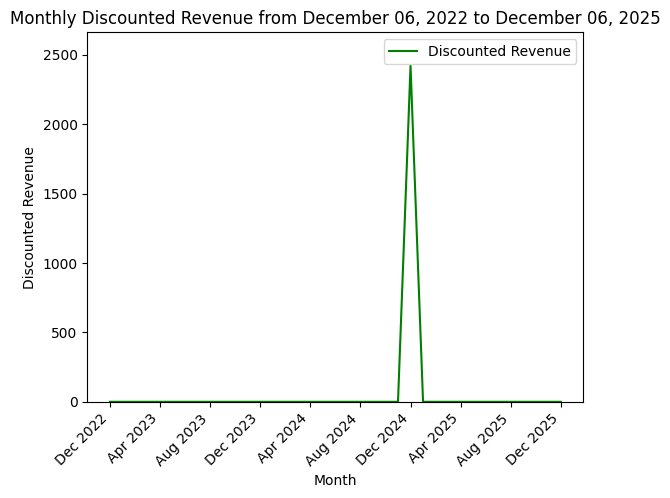 Monthly Discounted Revenue from December 06, 2022 to December 06, 2025
Discounted Revenue
2500
2000
1500
1000
500
0
Discounted Revenue
Dec 2022
Apr 2023
Aug 2023
Dec 2023
Apr 2024
Aug 2024
Dec 2024
Apr 2025
Aug 2025
Dec 2025
Month